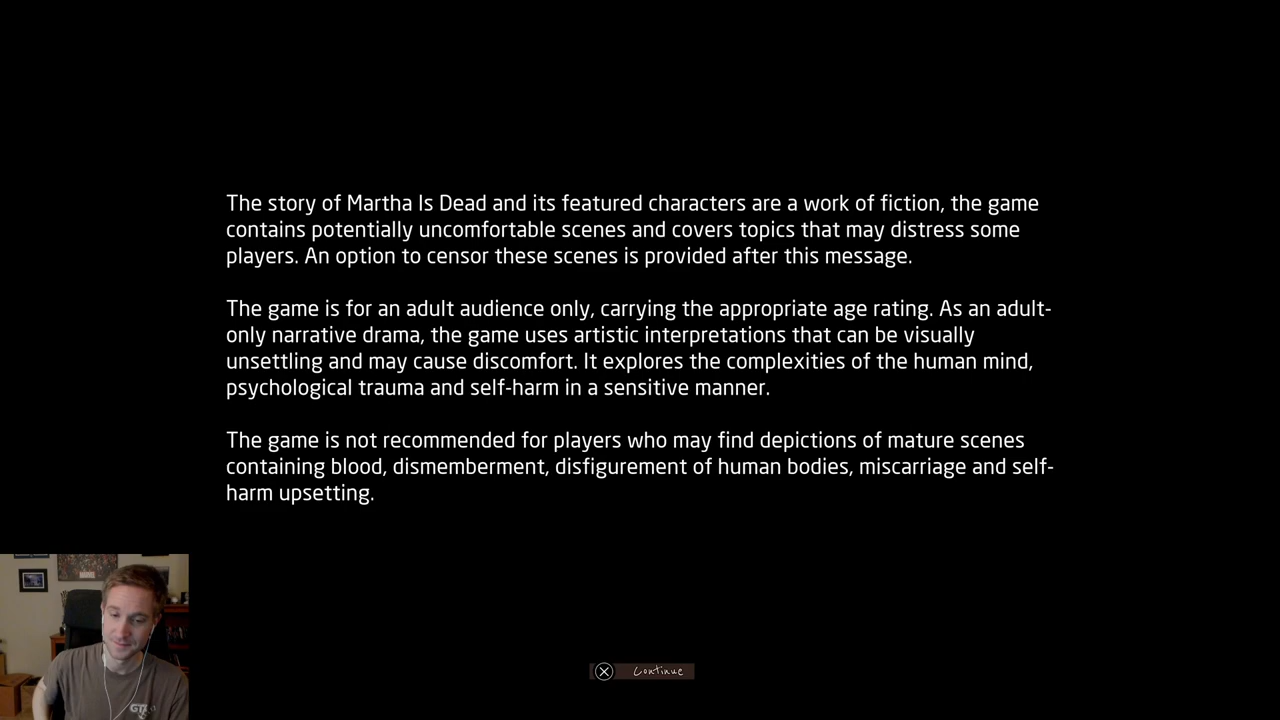 The story of Martha Is Dead and its featured characters are a work of fiction, the game
contains potentially uncomfortable scenes and covers topics that may distress some
players. An option to censor these scenes is provided after this message.
The game is for an adult audience only, carrying the appropriate age rating. As an adult-
only narrative drama, the game uses artistic interpretations that can be visually
unsettling and may cause discomfort. It explores the complexities of the human mind,
psychological trauma and self-harm in a sensitive manner.
The game is not recommended for players who may find depictions of mature scenes
containing blood, dismemberment, disfigurement of human bodies, miscarriage and self-
harm upsetting.
Continue